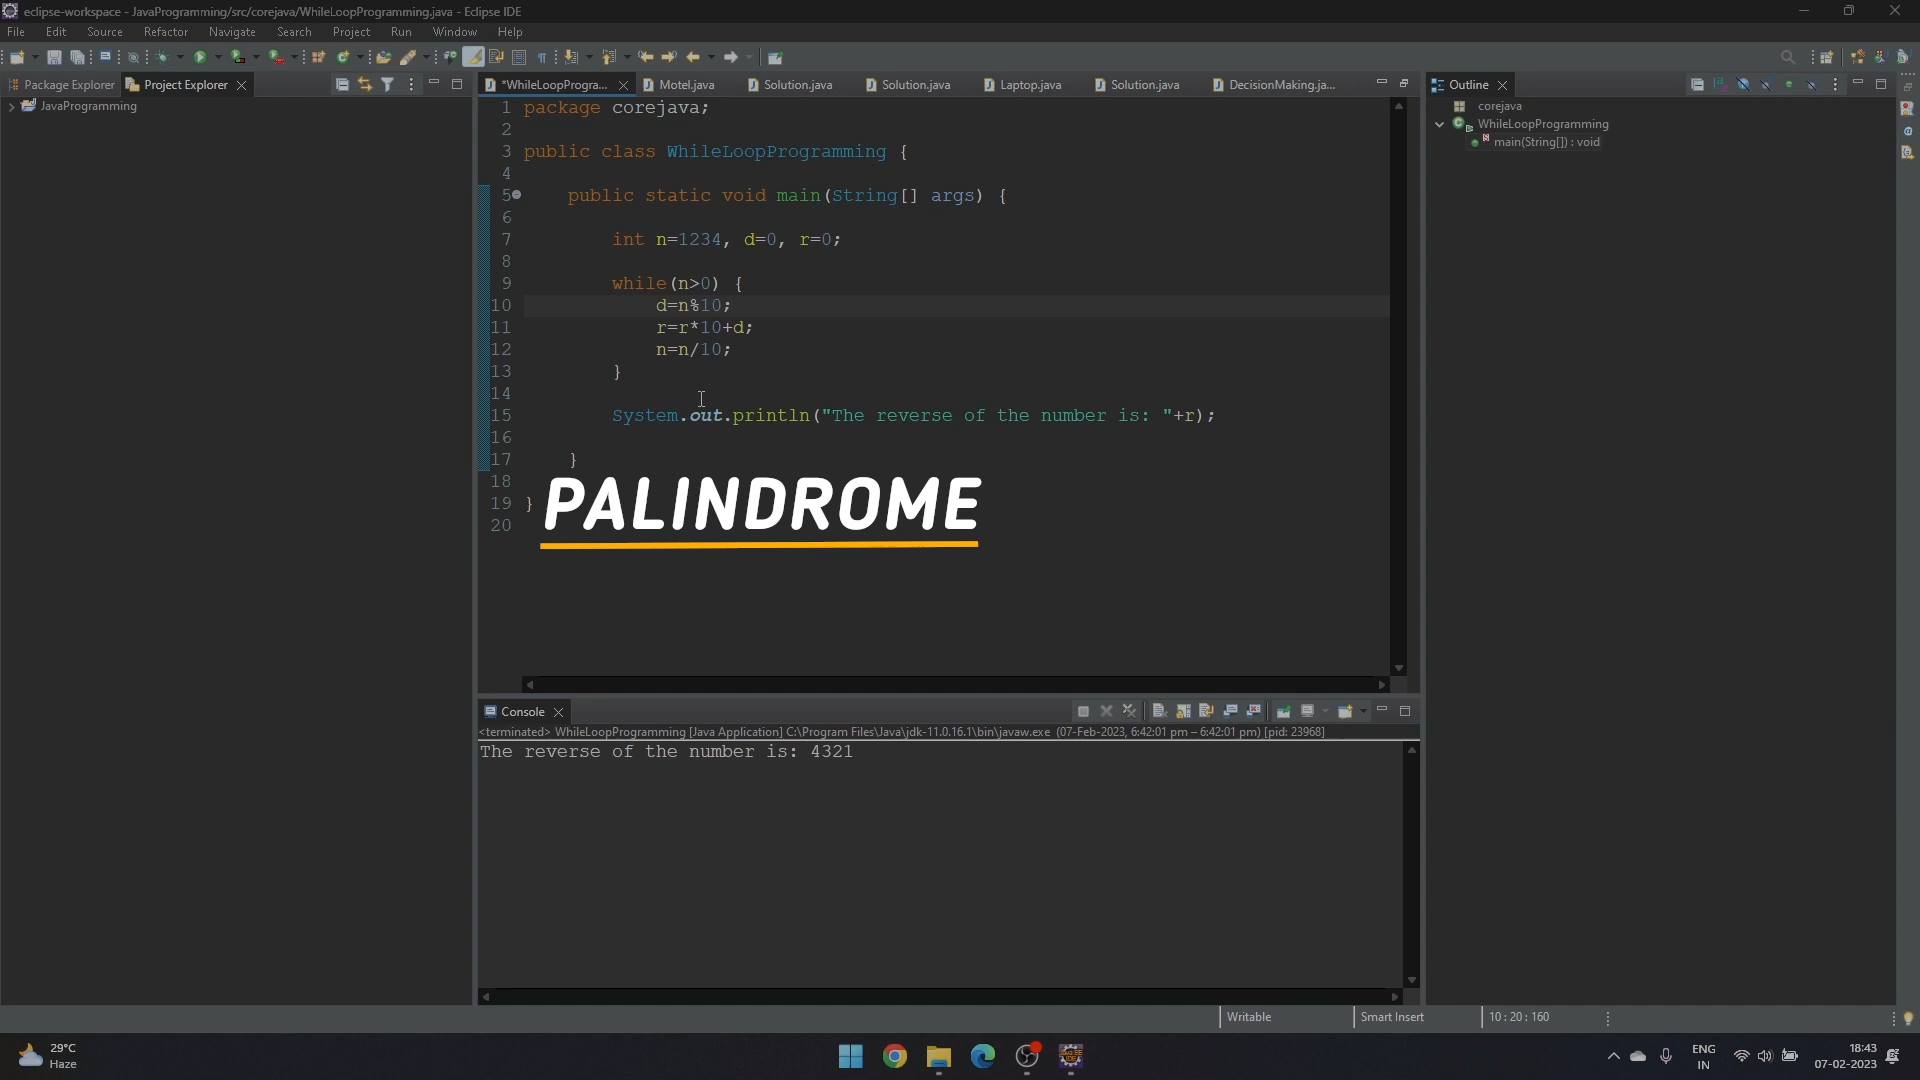 eclipse-workspace - JavaProgramming/src/corejava/WhileLoopProgramming.java - Eclipse IDE
File Edit Source Refactor Navigate Search Project Run Window Help
Package Explorer Project Explorer
JavaProgramming
*WhileLoopProgra... Motel.java Solution.java Solution.java Laptop.java Solution.java DecisionMaking.ja...
1 package corejava;
2
3 public class WhileLoopProgramming {
4
5 public static void main(String[] args) {
6
7 int n=1234, d=0, r=0;
8
9 while(n>0) {
10 d=n%10;
11 r=r*10+d;
12 n=n/10;
13 }
14
15 System.out.println("The reverse of the number is: "+r);
16
17 }
18
19 }
20
PALINDROME
Outline
corejava
WhileLoopProgramming
main(String[]) : void
Console
<terminated> WhileLoopProgramming [Java Application] C:\Program Files\Java\jdk-11.0.16.1\bin\javaw.exe (07-Feb-2023, 6:42:01 pm – 6:42:01 pm) [pid: 23968]
The reverse of the number is: 4321
Writable Smart Insert 10 : 20 : 160
29°C
Haze
ENG
IN
18:43
07-02-2023